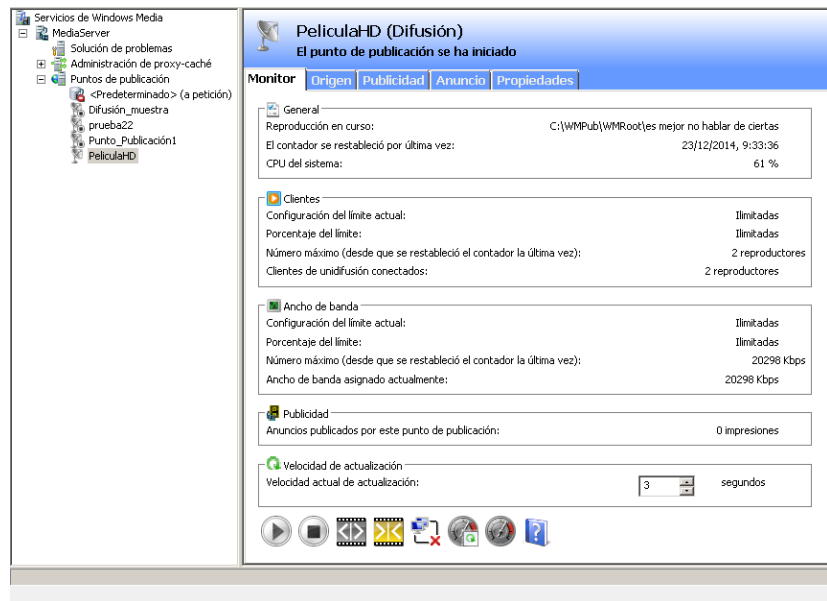 Servicios de Windows Media
MediaServer
Solución de problemas
Administración de proxy-caché
Puntos de publicación
<Predeterminado> (a petición)
Difusión_muestra
prueba22
Punto_Publicación1
PeliculaHD
PeliculaHD (Difusión)
El punto de publicación se ha iniciado
Monitor Origen Publicidad Anuncio Propiedades
General
Reproducción en curso: C:\WMPub\WMRoot\es mejor no hablar de ciertas
El contador se restableció por última vez: 23/12/2014, 9:33:36
CPU del sistema: 61 %
Clientes
Configuración del límite actual: Ilimitadas
Porcentaje del límite: Ilimitadas
Número máximo (desde que se restableció el contador la última vez): 2 reproductores
Clientes de unidifusión conectados: 2 reproductores
Ancho de banda
Configuración del límite actual: Ilimitadas
Porcentaje del límite: Ilimitadas
Número máximo (desde que se restableció el contador la última vez): 20298 Kbps
Ancho de banda asignado actualmente: 20298 Kbps
Publicidad
Anuncios publicados por este punto de publicación: 0 impresiones
Velocidad de actualización
Velocidad actual de actualización: 3 segundos